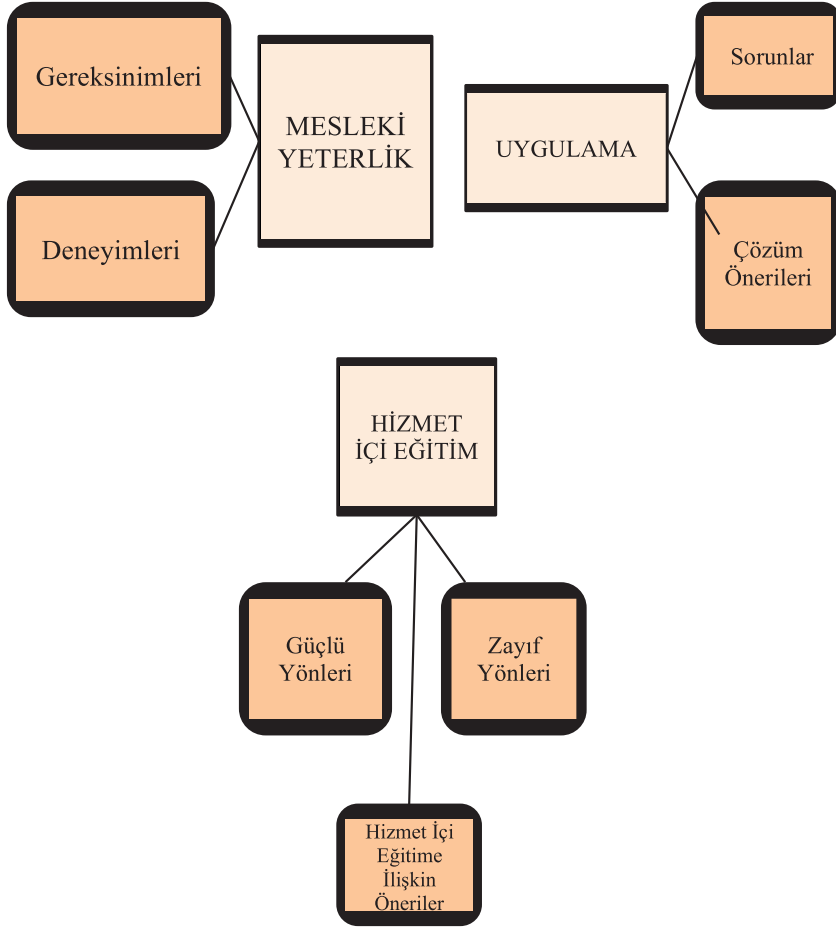 Gereksinimleri
Deneyimleri
MESLEKİ
YETERLİK
UYGULAMA
Sorunlar
Çözüm
Önerileri
HİZMET
İÇİ EĞİTİM
Güçlü
Yönleri
Zayıf
Yönleri
Hizmet İçi
Eğitime
İlişkin
Öneriler